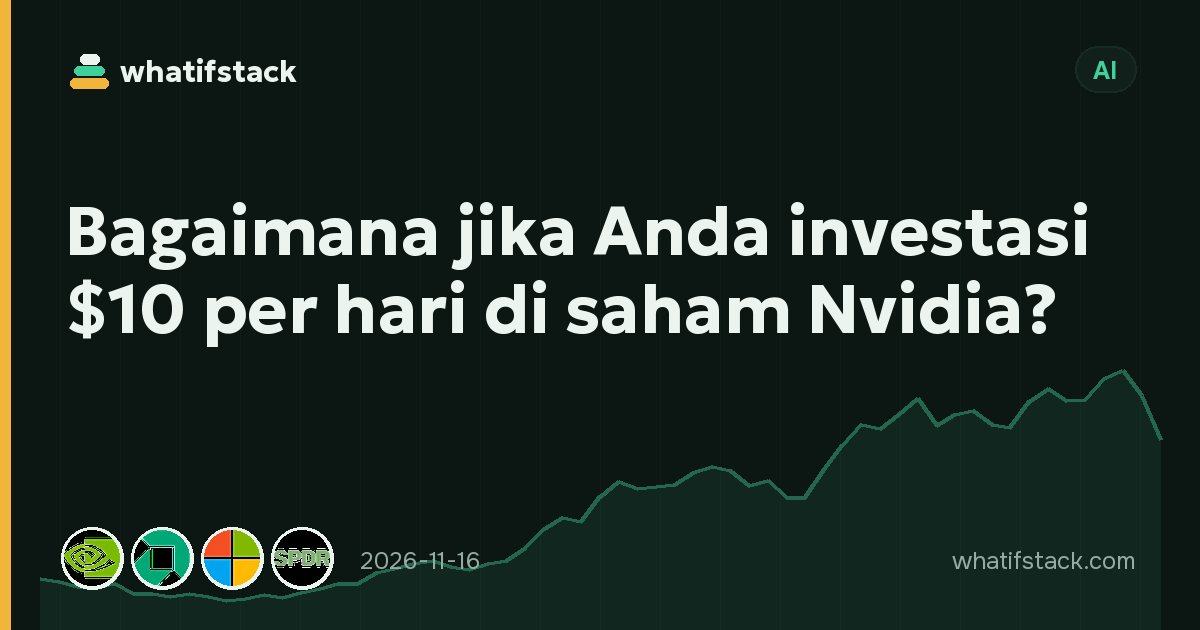 whatifstack
AI
Bagaimana jika Anda investasi
$10 per hari di saham Nvidia?
SPDR
2026-11-16
whatifstack.com